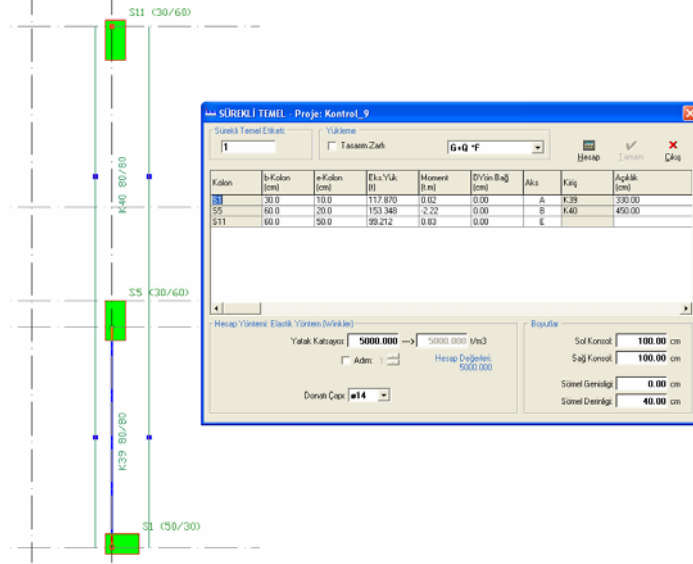 S11 (30/60)
K40 80/80
S5 (30/60)
K39 80/80
S1 (50/30)
SÜREKLİ TEMEL - Proje: Kontrol_9
Sürekli Temel Etiketi:
1
Yükleme
Tasarım Zarfı
G+Q *F
Hesap
Tamam
Çıkış
Kolon b-Kolon (cm) e-Kolon (cm) Eks.Yük (t) Moment (t.m) DYön.Bağ (cm) Aks Kiriş Açıklık (cm)
S1 30.0 10.0 117.870 0.02 0.00 A K39 330.00
S5 60.0 20.0 153.348 -2.22 0.00 B K40 450.00
S11 60.0 50.0 99.212 0.83 0.00 E
Hesap Yöntemi: Elastik Yöntem (Winkler)
Yatak Katsayısı: 5000.000 ---> 5000.000 t/m3
Adım: 1
Hesap Değerleri:
5000.000
Donatı Çapı: ø14
Boyutlar
Sol Konsol: 100.00 cm
Sağ Konsol: 100.00 cm
Sömel Genişliği: 0.00 cm
Sömel Derinliği: 40.00 cm